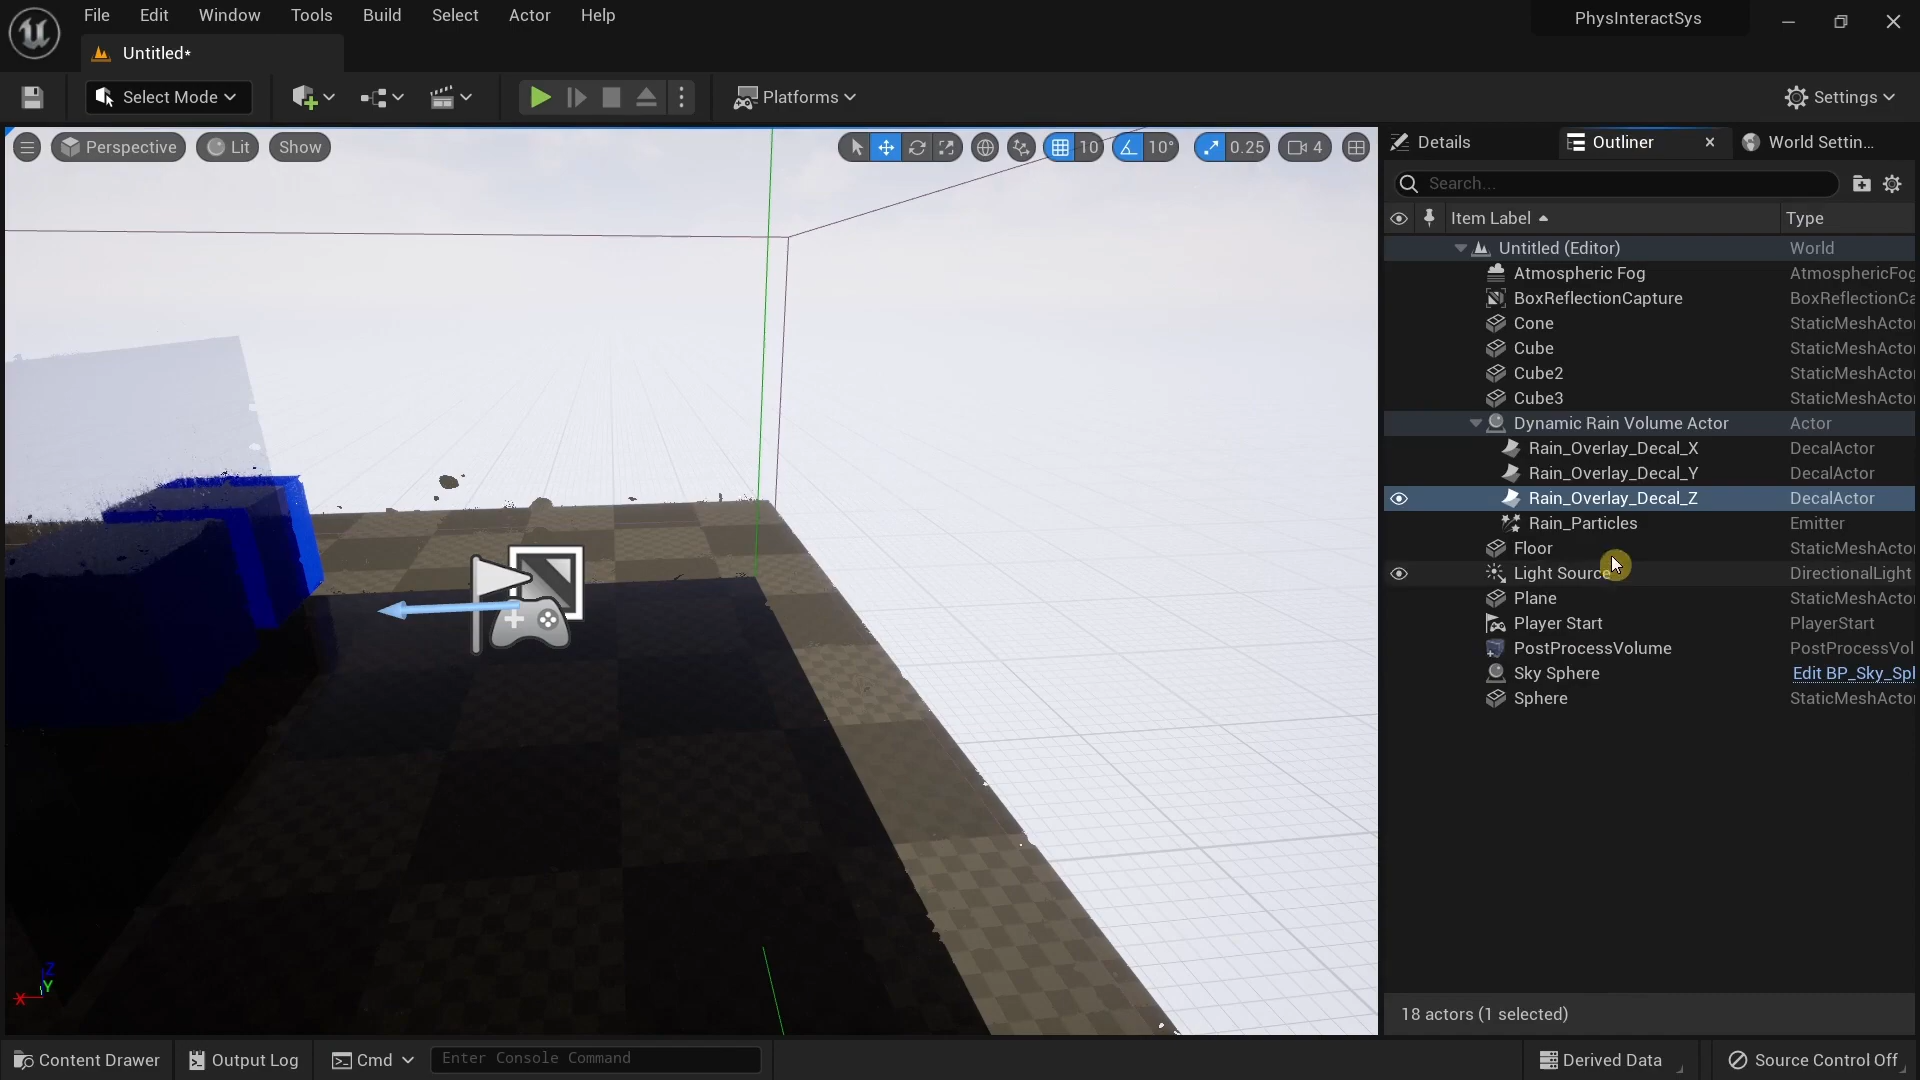 File Edit Window Tools Build Select Actor Help
PhysInteractSys
Untitled*
Select Mode
Platforms
Settings
Perspective Lit Show
10 10° 0.25 4
Details Outliner World Settin...
Search...
Item Label Type
Untitled (Editor) World
Atmospheric Fog AtmosphericFog
BoxReflectionCapture BoxReflectionCa
Cone StaticMeshActor
Cube StaticMeshActor
Cube2 StaticMeshActor
Cube3 StaticMeshActor
Dynamic Rain Volume Actor Actor
Rain_Overlay_Decal_X DecalActor
Rain_Overlay_Decal_Y DecalActor
Rain_Overlay_Decal_Z DecalActor
Rain_Particles Emitter
Floor StaticMeshActor
Light Source DirectionalLight
Plane StaticMeshActor
Player Start PlayerStart
PostProcessVolume PostProcessVol
Sky Sphere Edit BP_Sky_Spl
Sphere StaticMeshActor
Z
Y
X
18 actors (1 selected)
Content Drawer Output Log Cmd Enter Console Command Derived Data Source Control Off